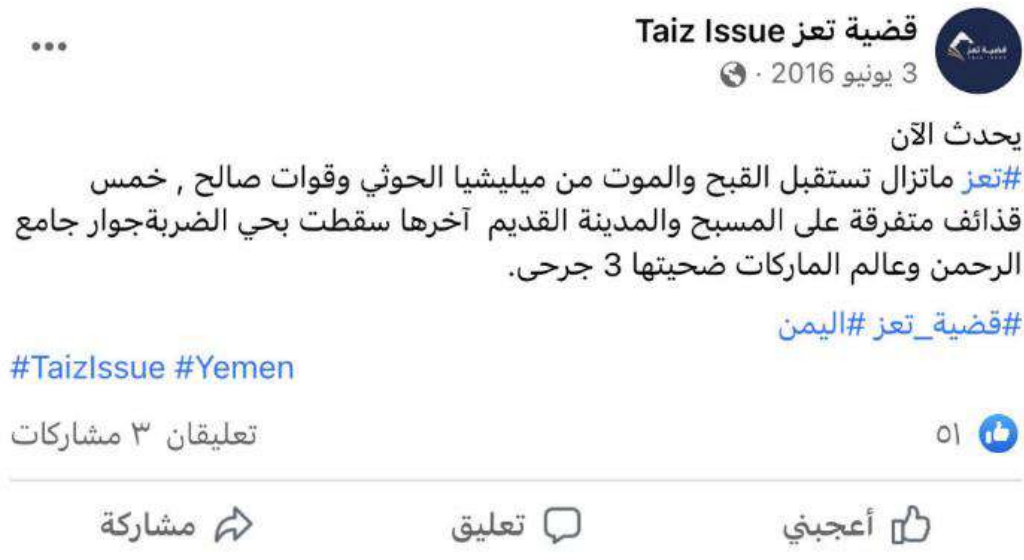 قضية تعز Taiz Issue
3 يونيو 2016
يحدث الآن
#تعز ماتزال تستقبل القبح والموت من ميليشيا الحوثي وقوات صالح , خمس
قذائف متفرقة على المسبح والمدينة القديم آخرها سقطت بحي الضربةجوار جامع
الرحمن وعالم الماركات ضحيتها 3 جرحى.
#قضية_تعز #اليمن
#TaizIssue #Yemen
٥١
تعليقان ٣ مشاركات
أعجبني تعليق مشاركة